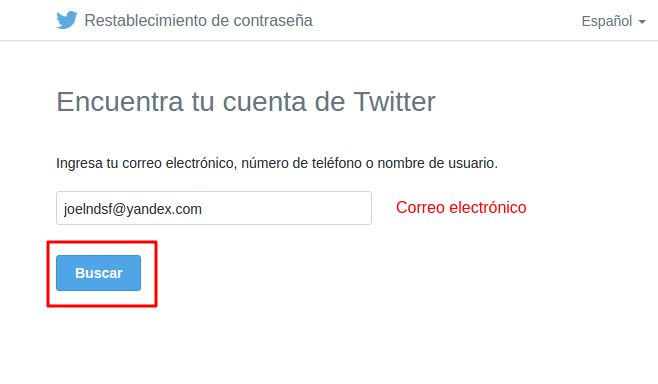 Restablecimiento de contraseña
Español
Encuentra tu cuenta de Twitter
Ingresa tu correo electrónico, número de teléfono o nombre de usuario.
joelndsf@yandex.com
Correo electrónico
Buscar